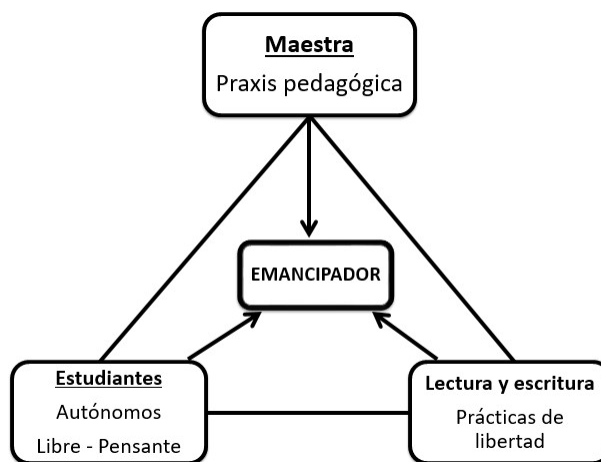 Maestra
Praxis pedagógica
EMANCIPADOR
Estudiantes
Autónomos
Libre - Pensante
Lectura y escritura
Prácticas de
libertad